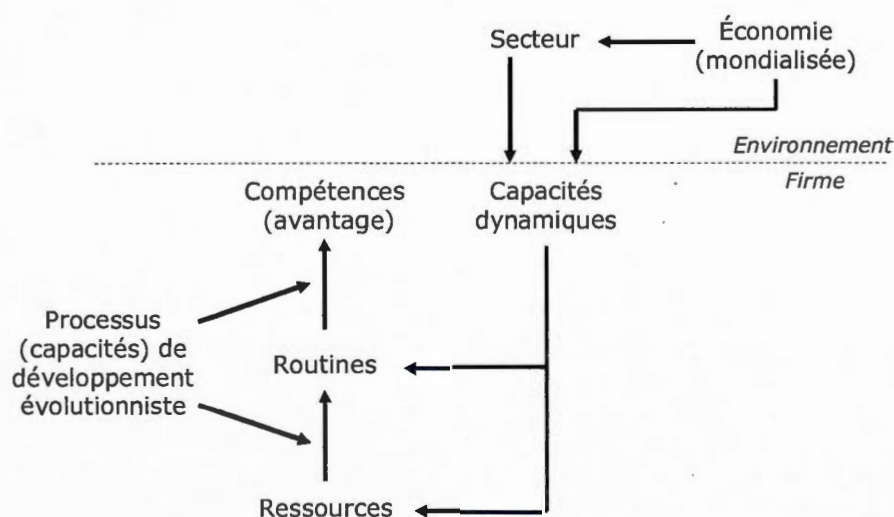 Secteur
Économie
(mondialisée)
Environnement
Firme
Compétences
(avantage)
Capacités
dynamiques
Processus
(capacités) de
développement
évolutionniste
Routines
Ressources